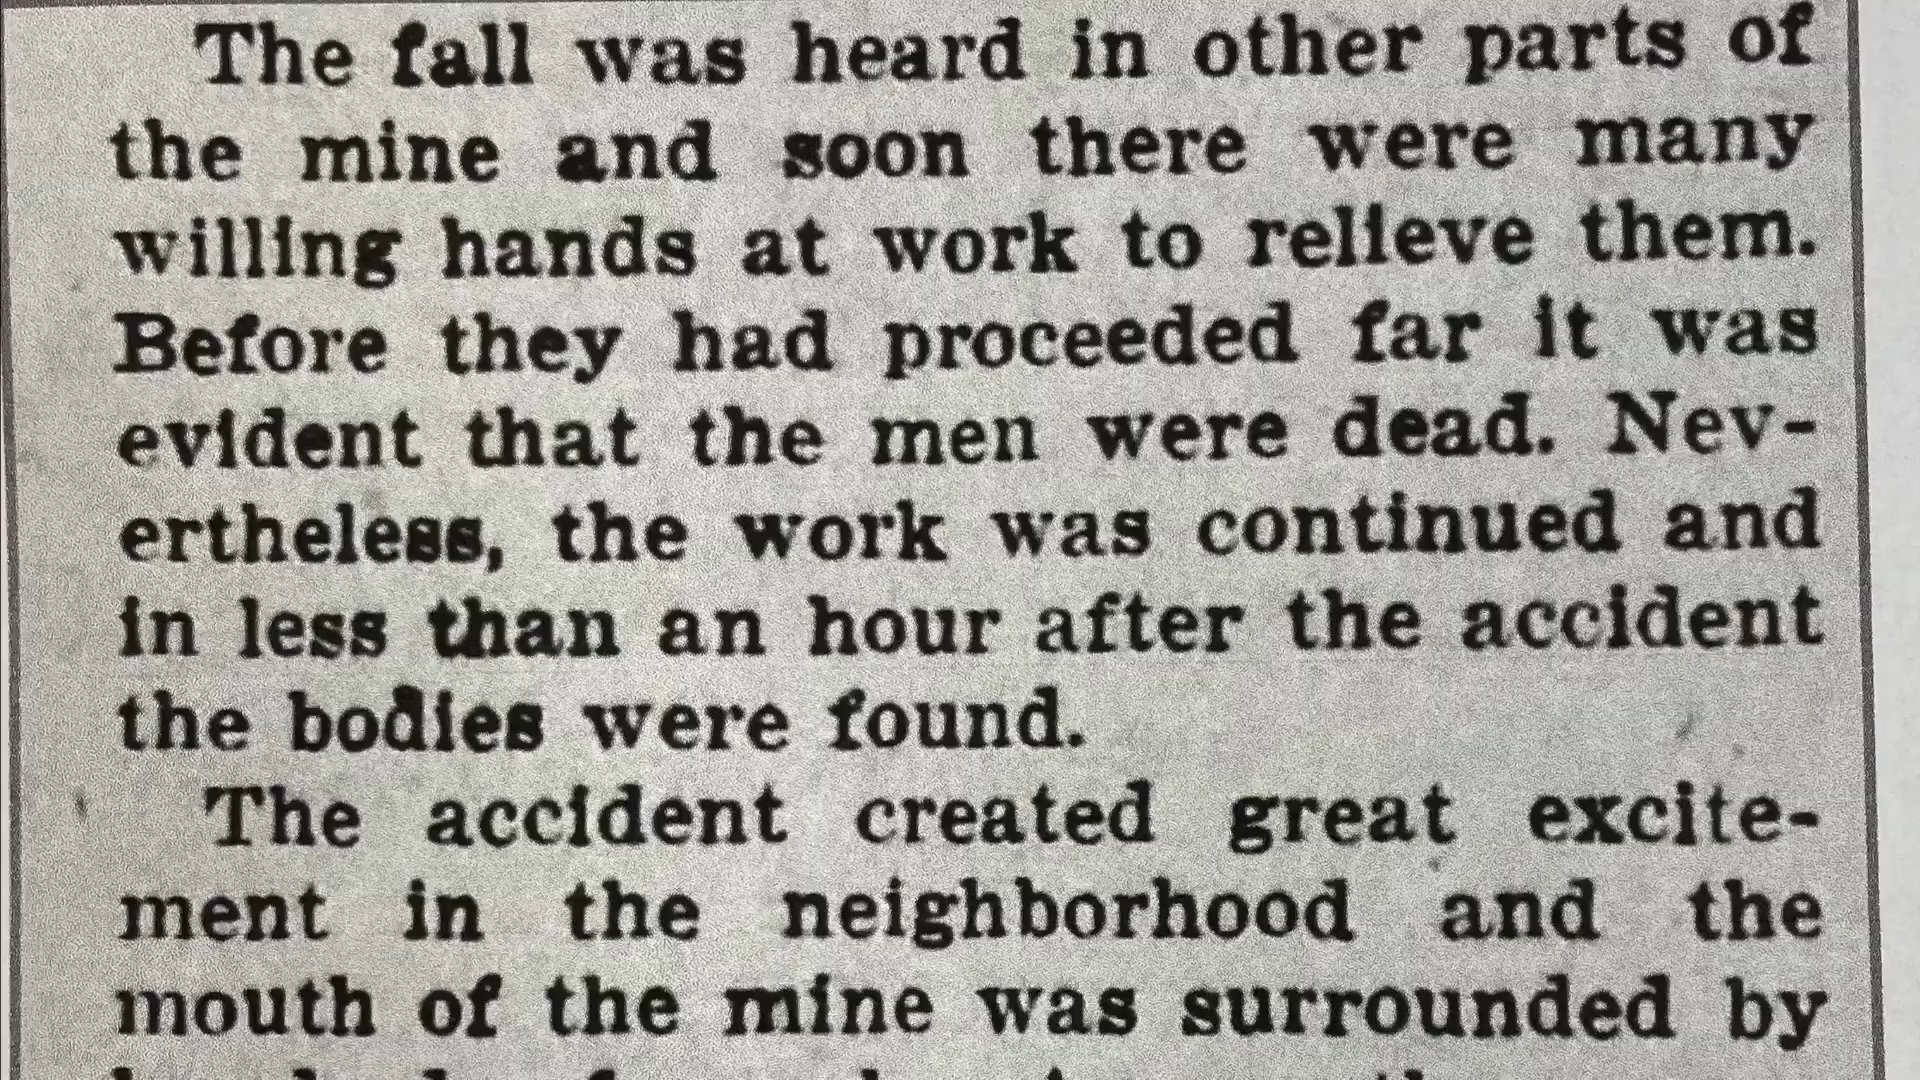 The fall was heard in other parts of
the mine and soon there were many
willing hands at work to relieve them.
Before they had proceeded far it was
evident that the men were dead. Nev-
ertheless, the work was continued and
in less than an hour after the accident
the bodies were found.
The accident created great excite-
ment in the neighborhood and the
mouth of the mine was surrounded by